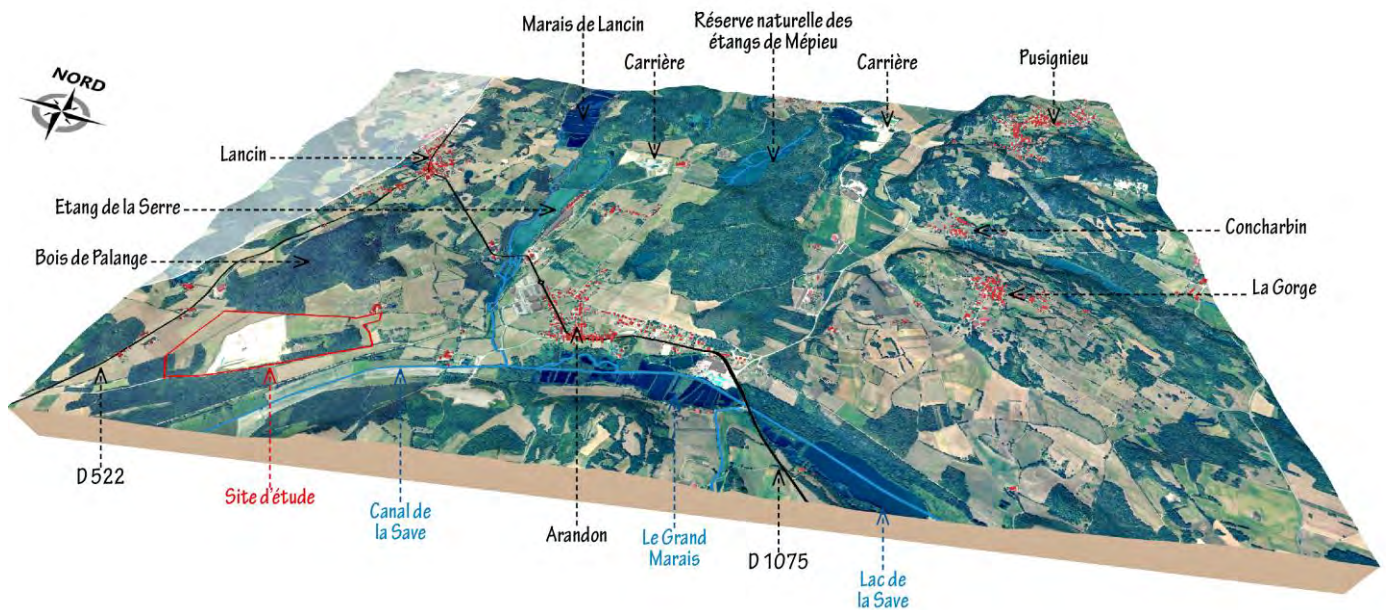 Marais de Lancin
Réserve naturelle des
étangs de Mépieu
Carrière
Carrière
Pusignieu
NORD
Lancin
Etang de la Serre
Bois de Palange
Concharbin
La Gorge
D 522
Site d'étude
Canal de
la Save
Arandon
Le Grand
Marais
D 1075
Lac de
la Save